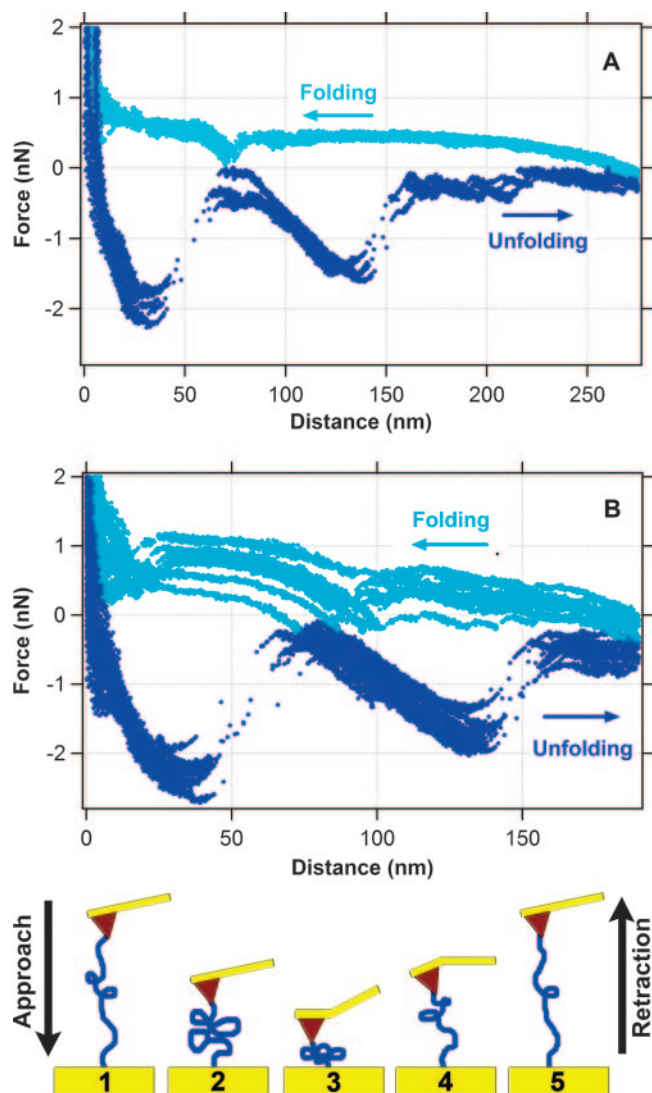 A
Folding
Unfolding
Force (nN)
2
1
0
-1
-2
0
50
100
150
200
250
Distance (nm)
B
Folding
Unfolding
Force (nN)
2
1
0
-1
-2
0
50
100
150
Distance (nm)
Approach
Retraction
1
2
3
4
5